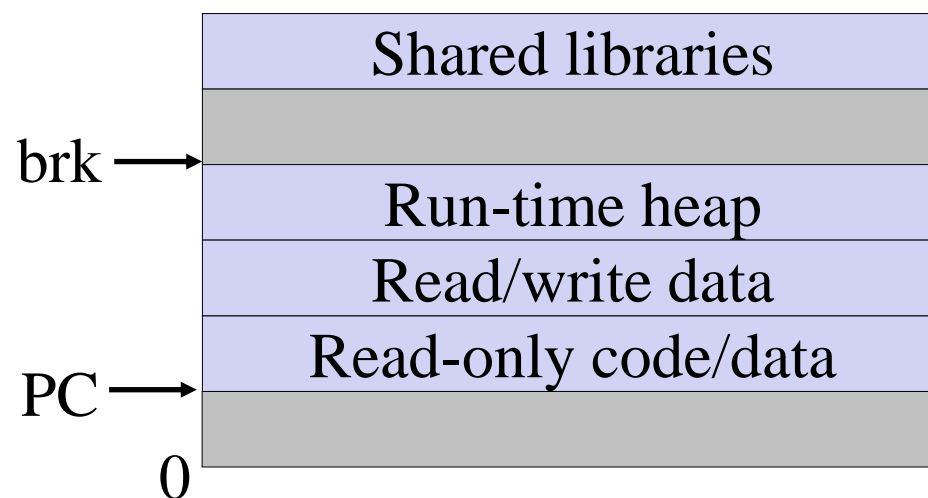 Shared libraries
brk
Run-time heap
Read/write data
Read-only code/data
PC
0